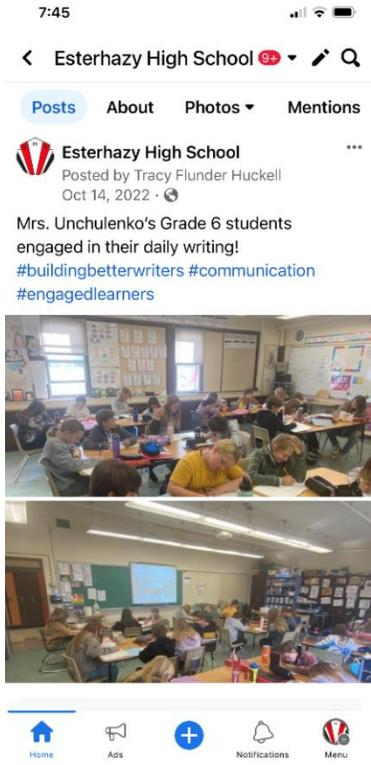 7:45
Esterhazy High School 9+
Posts About Photos Mentions
Esterhazy High School
Posted by Tracy Flunder Huckell
Oct 14, 2022 ·
Mrs. Unchulenko's Grade 6 students
engaged in their daily writing!
#buildingbetterwriters #communication
#engagedlearners
Home Ads Notifications Menu